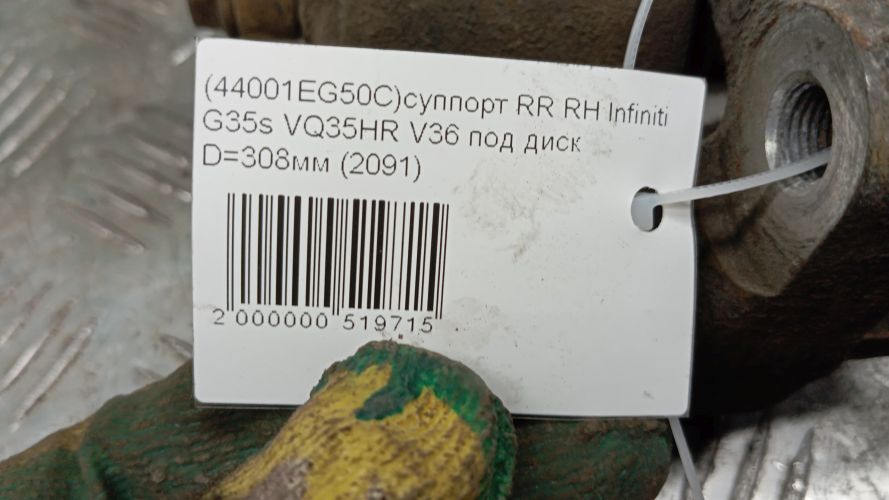 (44001EG50C)суппорт RR RH Infiniti
G35s VQ35HR V36 под диск
D=308мм (2091)
2 000000 519715